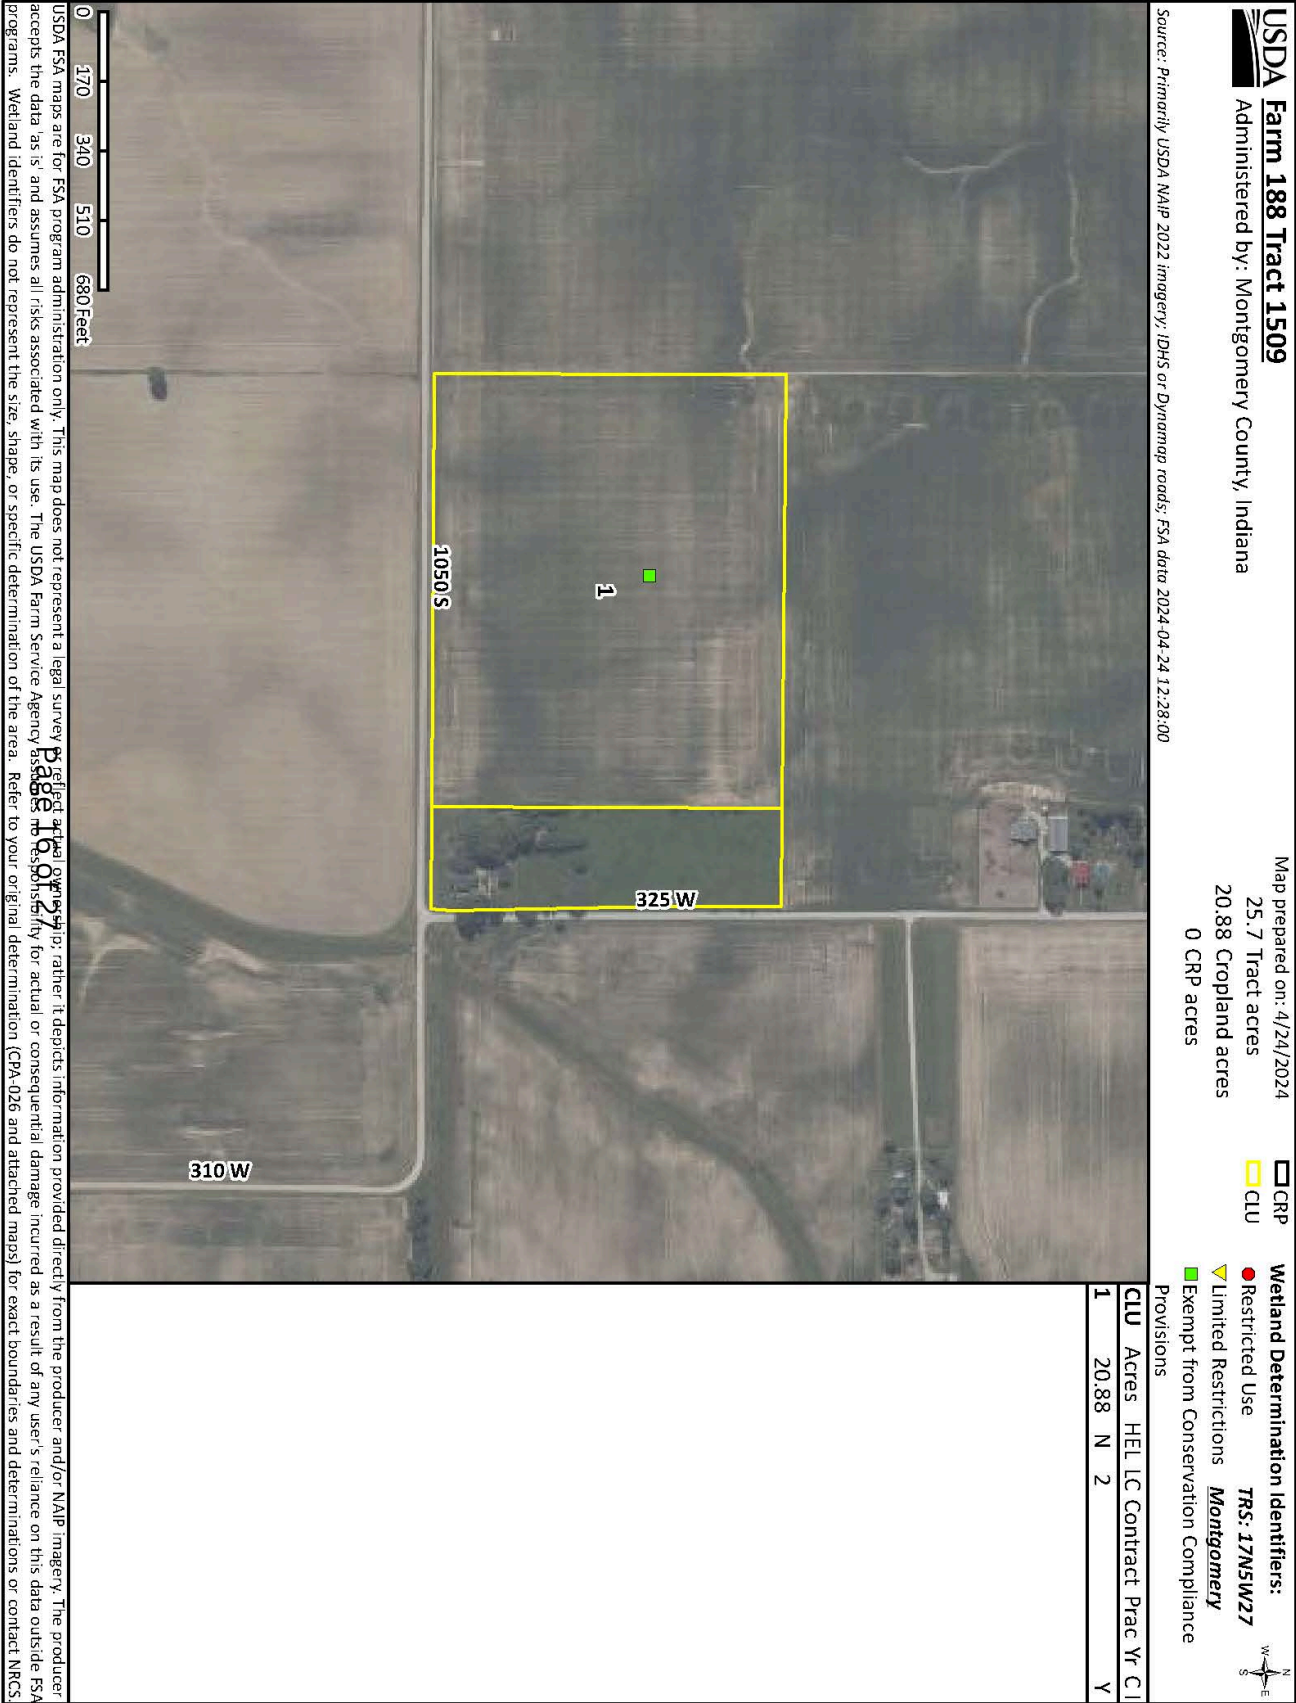 USDA Farm 188 Tract 1509
Administered by: Montgomery County, Indiana
Source: Primarily USDA NAIP 2022 imagery; IDHS or Dynamap roads; FSA data 2024-04-24 12:28:00
Map prepared on: 4/24/2024
25.7 Tract acres
20.88 Cropland acres
0 CRP acres
CRP
CLU
Wetland Determination Identifiers:
Restricted Use
Limited Restrictions
Exempt from Conservation Compliance
Provisions
TRS: 17N5W27
Montgomery
N
W E
S
CLU Acres HEL LC Contract Prac Yr C I
1 20.88 N 2 Y
1
1050 S
325 W
310 W
0 170 340 510 680 Feet
USDA FSA maps are for FSA program administration only. This map does not represent a legal survey or reflect actual ownership; rather it depicts information provided directly from the producer and/or NAIP imagery. The producer
accepts the data 'as is' and assumes all risks associated with its use. The USDA Farm Service Agency assumes no responsibility for actual or consequential damage incurred as a result of any user's reliance on this data outside FSA
programs. Wetland identifiers do not represent the size, shape, or specific determination of the area. Refer to your original determination (CPA-026 and attached maps) for exact boundaries and determinations or contact NRCS.
Page 16 of 27